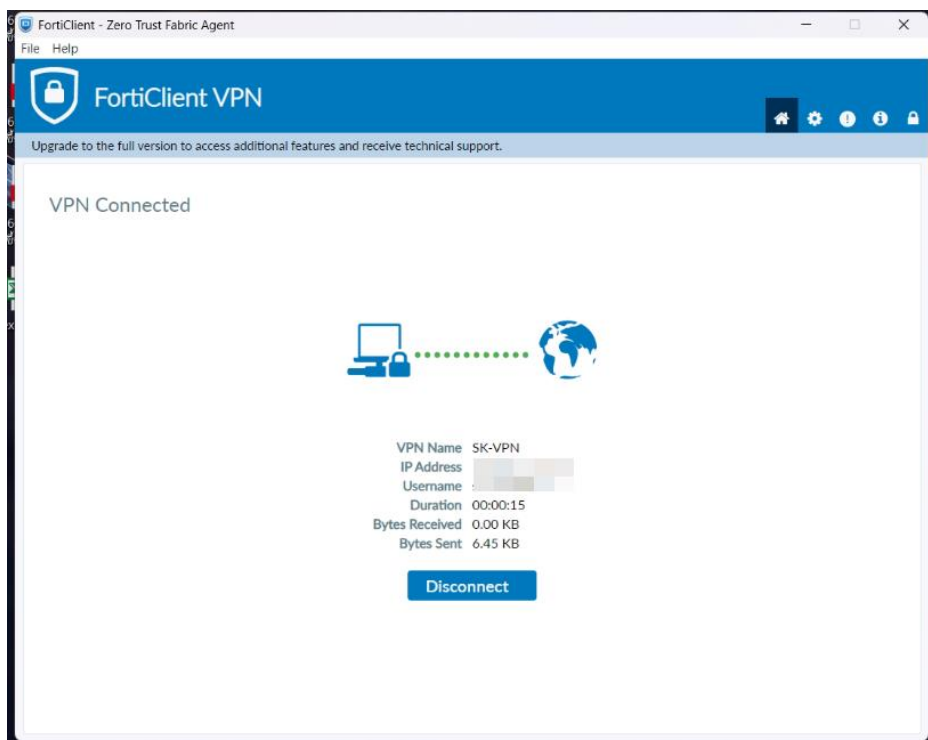 FortiClient - Zero Trust Fabric Agent
File Help
FortiClient VPN
Upgrade to the full version to access additional features and receive technical support.
VPN Connected
VPN Name SK-VPN
IP Address
Username
Duration 00:00:15
Bytes Received 0.00 KB
Bytes Sent 6.45 KB
Disconnect